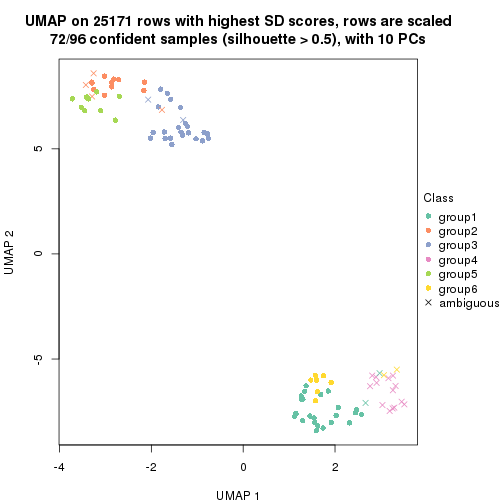 UMAP on 25171 rows with highest SD scores, rows are scaled
72/96 confident samples (silhouette > 0.5), with 10 PCs
UMAP 2
5
0
-5
-4
-2
0
2
UMAP 1
Class
group1
group2
group3
group4
group5
group6
ambiguous